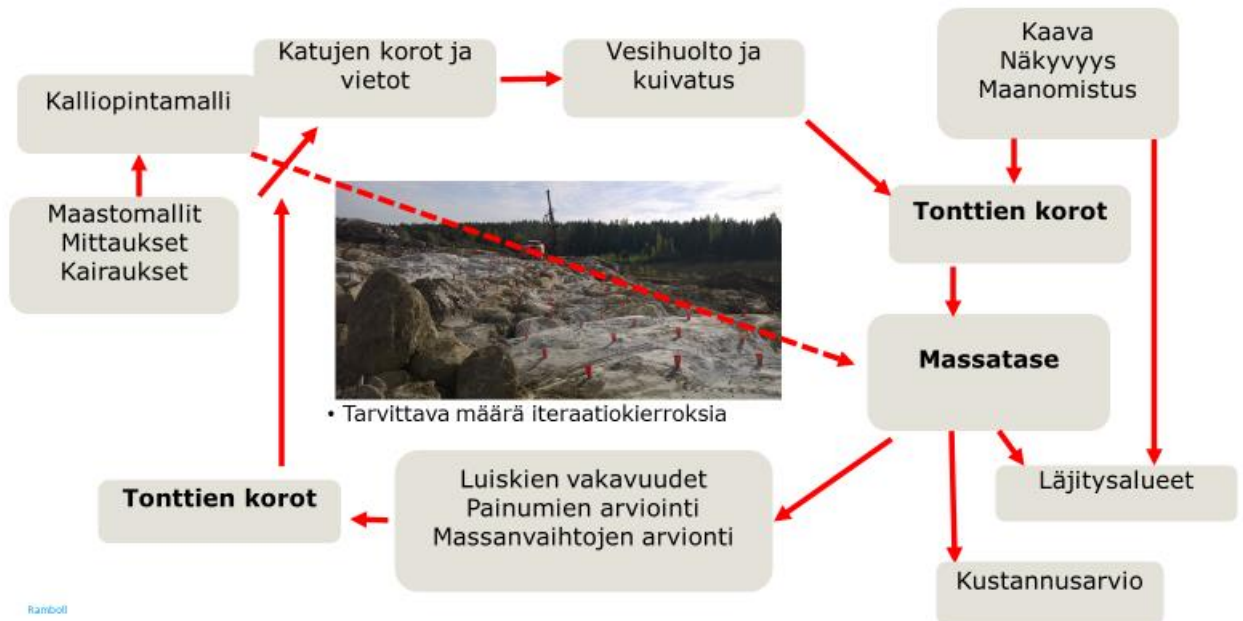 Katujen korot ja
vietot
Vesihuolto ja
kuivatus
Kaava
Näkyvyys
Maanomistus
Kalliopintamalli
Maastomallit
Mittaukset
Kairaukset
Tonttien korot
Massatase
• Tarvittava määrä iteraatiokierroksia
Luiskien vakavuudet
Painumien arviointi
Massanvaihtojen arvionti
Tonttien korot
Läjitysalueet
Kustannusarvio
Ramboll